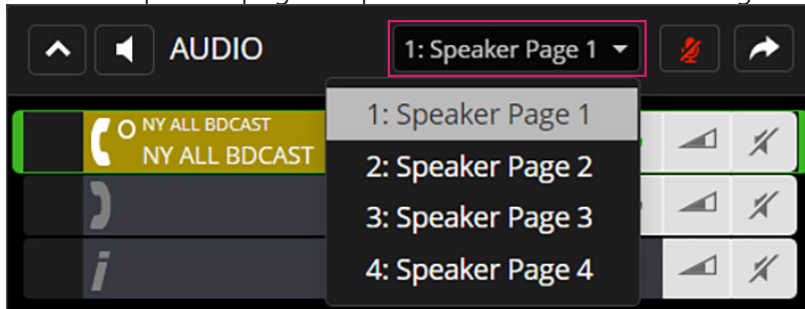 AUDIO
1: Speaker Page 1
1: Speaker Page 1
NY ALL BDCAST
NY ALL BDCAST
2: Speaker Page 2
3: Speaker Page 3
i
4: Speaker Page 4